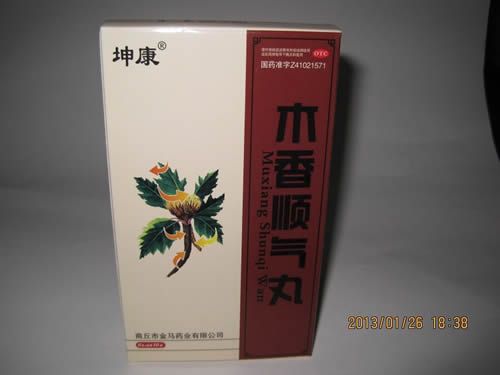 坤康®
OTC
国药准字Z41021571
木香顺气丸
Muxiang Shunqi Wan
商丘市金马药业有限公司
2013/01/26 18:38